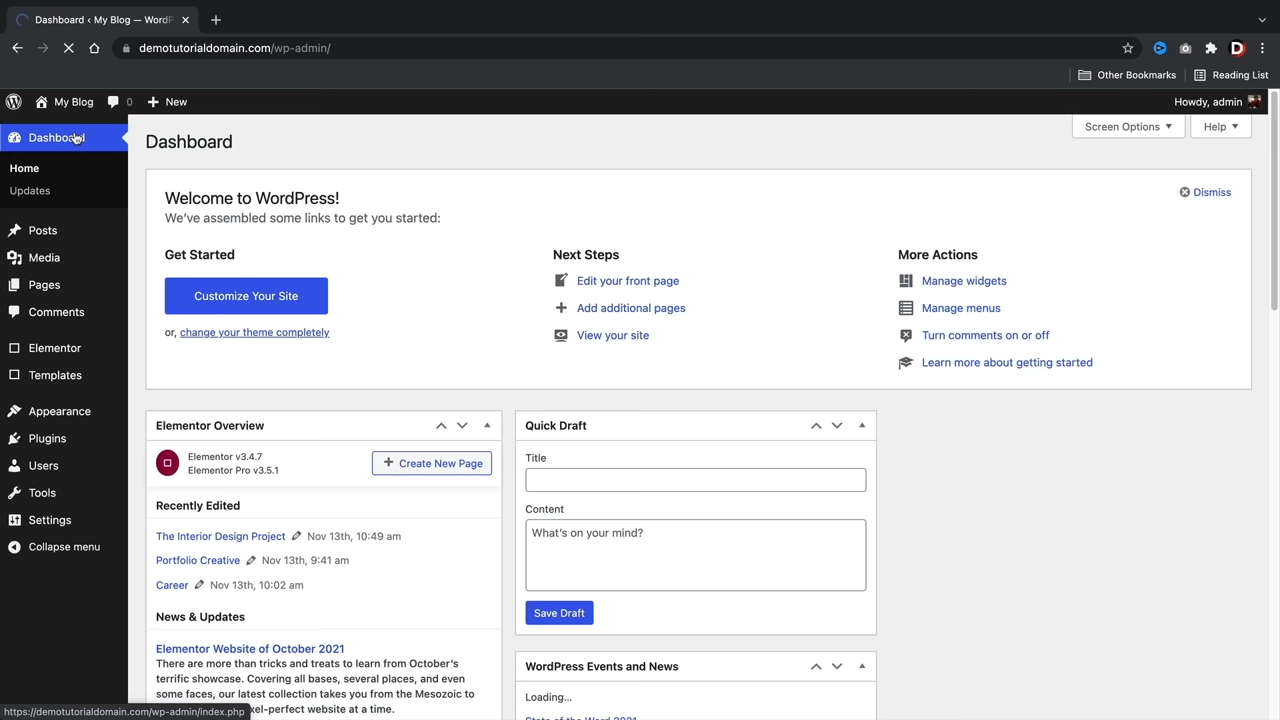 Dashboard ‹ My Blog — WordP
demotutorialdomain.com/wp-admin/
D
Other Bookmarks
Reading List
My Blog
0
New
Howdy, admin
Dashboard
Home
Updates
Posts
Media
Pages
Comments
Elementor
Templates
Appearance
Plugins
Users
Tools
Settings
Collapse menu
Dashboard
Screen Options
Help
Welcome to WordPress!
We've assembled some links to get you started:
Dismiss
Get Started
Customize Your Site
or, change your theme completely
Next Steps
Edit your front page
Add additional pages
View your site
More Actions
Manage widgets
Manage menus
Turn comments on or off
Learn more about getting started
Elementor Overview
Elementor v3.4.7
Elementor Pro v3.5.1
Create New Page
Recently Edited
The Interior Design Project Nov 13th, 10:49 am
Portfolio Creative Nov 13th, 9:41 am
Career Nov 13th, 10:02 am
News & Updates
Elementor Website of October 2021
There are more than tricks and treats to learn from October's
terrific showcase. Covering all bases, several places, and even
some faces, our latest collection takes you from the Mesozoic to
xel-perfect website at a time.
Quick Draft
Title
Content
What's on your mind?
Save Draft
WordPress Events and News
Loading...
State of the Word 2021
https://demotutorialdomain.com/wp-admin/index.php